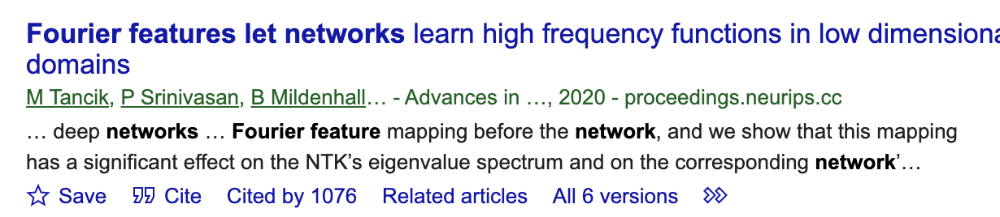 Fourier features let networks learn high frequency functions in low dimensiona
domains
M Tancik, P Srinivasan, B Mildenhall… - Advances in …, 2020 - proceedings.neurips.cc
… deep networks … Fourier feature mapping before the network, and we show that this mapping
has a significant effect on the NTK’s eigenvalue spectrum and on the corresponding network’…
Save Cite Cited by 1076 Related articles All 6 versions